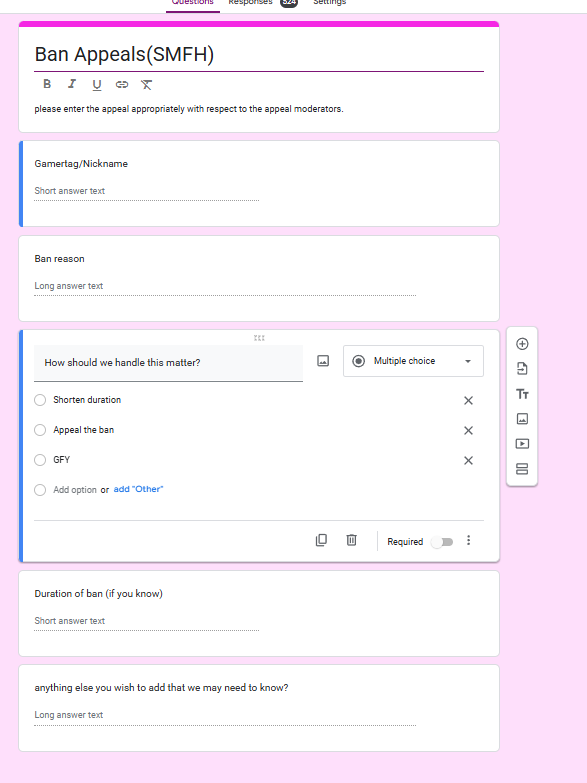 Questions Responses 524 Settings
Ban Appeals(SMFH)
B I U
please enter the appeal appropriately with respect to the appeal moderators.
Gamertag/Nickname
Short answer text
Ban reason
Long answer text
How should we handle this matter?
Multiple choice
Shorten duration
Appeal the ban
GFY
Add option or add "Other"
Required
Duration of ban (if you know)
Short answer text
anything else you wish to add that we may need to know?
Long answer text